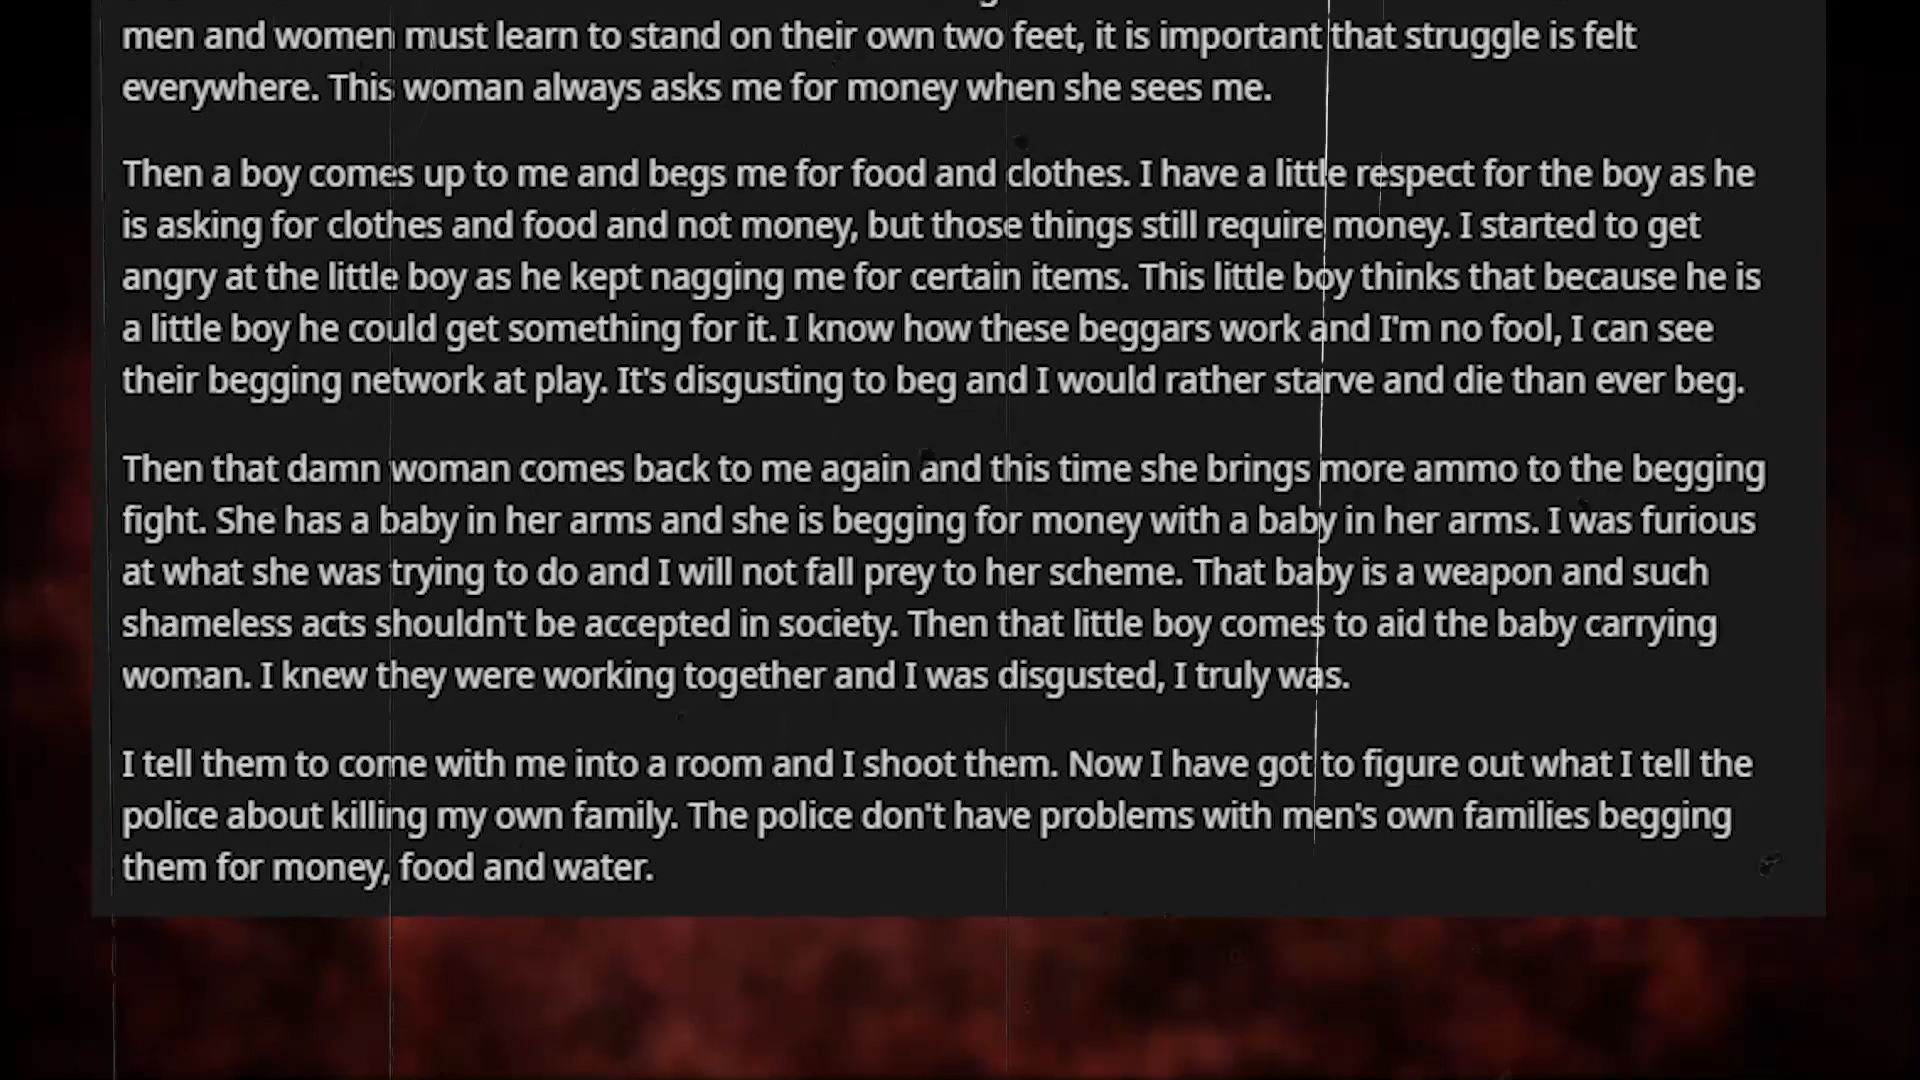 men and women must learn to stand on their own two feet, it is important that struggle is felt
everywhere. This woman always asks me for money when she sees me.
Then a boy comes up to me and begs me for food and clothes. I have a little respect for the boy as he
is asking for clothes and food and not money, but those things still require money. I started to get
angry at the little boy as he kept nagging me for certain items. This little boy thinks that because he is
a little boy he could get something for it. I know how these beggars work and I'm no fool, I can see
their begging network at play. It's disgusting to beg and I would rather starve and die than ever beg.
Then that damn woman comes back to me again and this time she brings more ammo to the begging
fight. She has a baby in her arms and she is begging for money with a baby in her arms. I was furious
at what she was trying to do and I will not fall prey to her scheme. That baby is a weapon and such
shameless acts shouldn't be accepted in society. Then that little boy comes to aid the baby carrying
woman. I knew they were working together and I was disgusted, I truly was.
I tell them to come with me into a room and I shoot them. Now I have got to figure out what I tell the
police about killing my own family. The police don't have problems with men's own families begging
them for money, food and water.